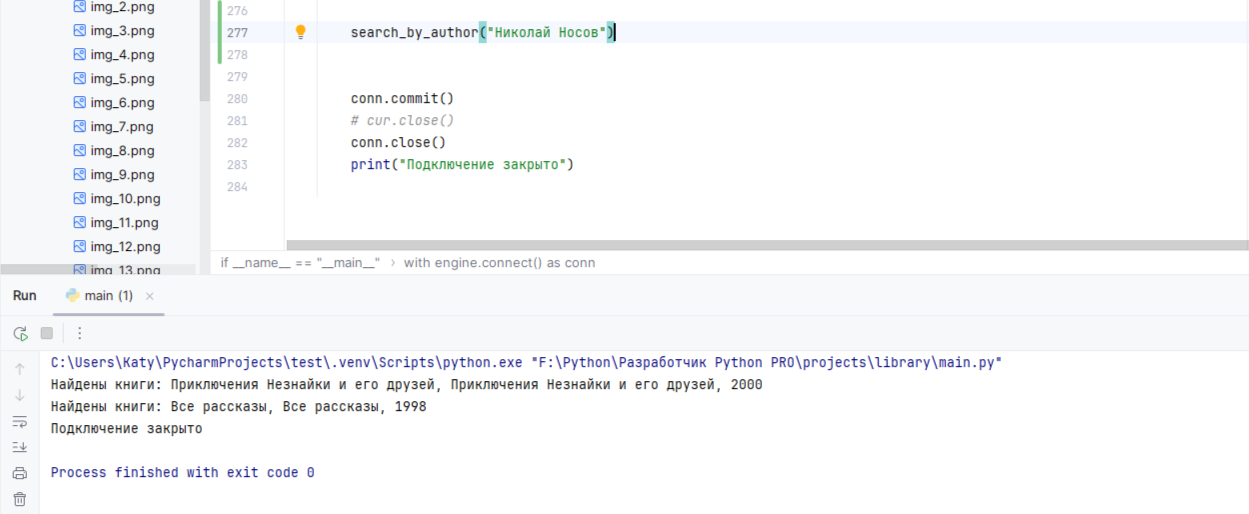 img_2.png
img_3.png
img_4.png
img_5.png
img_6.png
img_7.png
img_8.png
img_9.png
img_10.png
img_11.png
img_12.png
img_13.png
276
277 search_by_author("Николай Носов")
278
279
280 conn.commit()
281 # cur.close()
282 conn.close()
283 print("Подключение закрыто")
284
if __name__ == "__main__" › with engine.connect() as conn
Run main (1) ×
C:\Users\Katy\PycharmProjects\test\.venv\Scripts\python.exe "F:\Python\Разработчик Python PRO\projects\library\main.py"
Найдены книги: Приключения Незнайки и его друзей, Приключения Незнайки и его друзей, 2000
Найдены книги: Все рассказы, Все рассказы, 1998
Подключение закрыто
Process finished with exit code 0